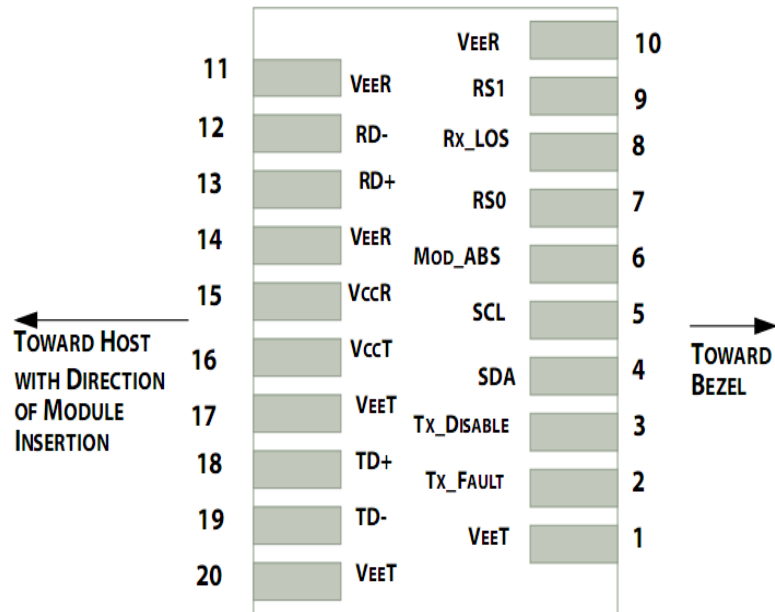 11 VEER
12 RD-
13 RD+
14 VEER
15 VCCR
16 VCCT
17 VEET
18 TD+
19 TD-
20 VEET
VEER 10
RS1 9
RX_LOS 8
RS0 7
MOD_ABS 6
SCL 5
SDA 4
TX_DISABLE 3
TX_FAULT 2
VEET 1
TOWARD HOST
WITH DIRECTION
OF MODULE
INSERTION
TOWARD
BEZEL